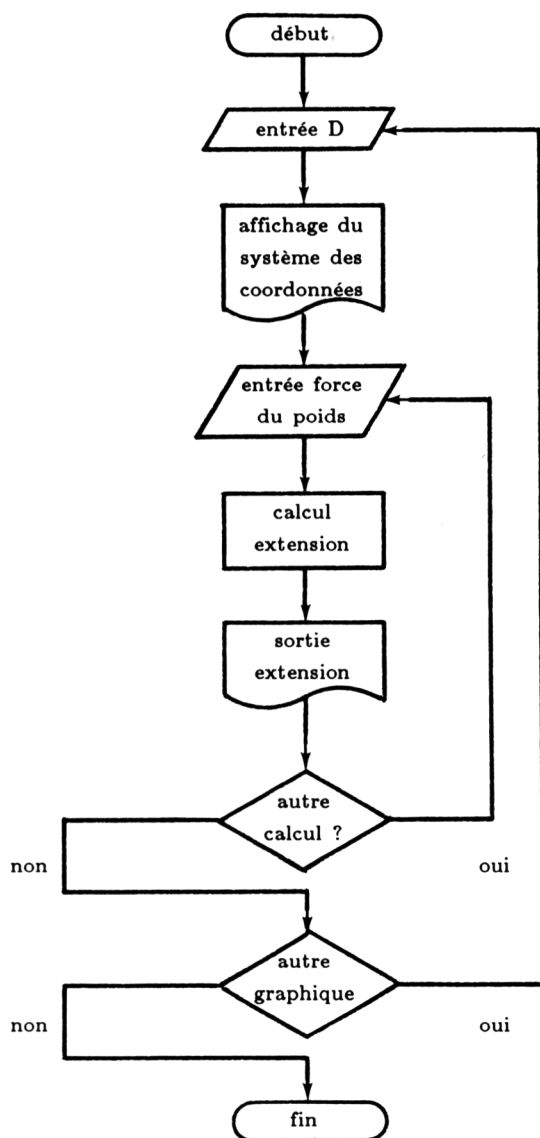 début
entrée D
affichage du
système des
coordonnées
entrée force
du poids
calcul
extension
sortie
extension
autre
calcul ?
non
oui
autre
graphique
non
oui
fin